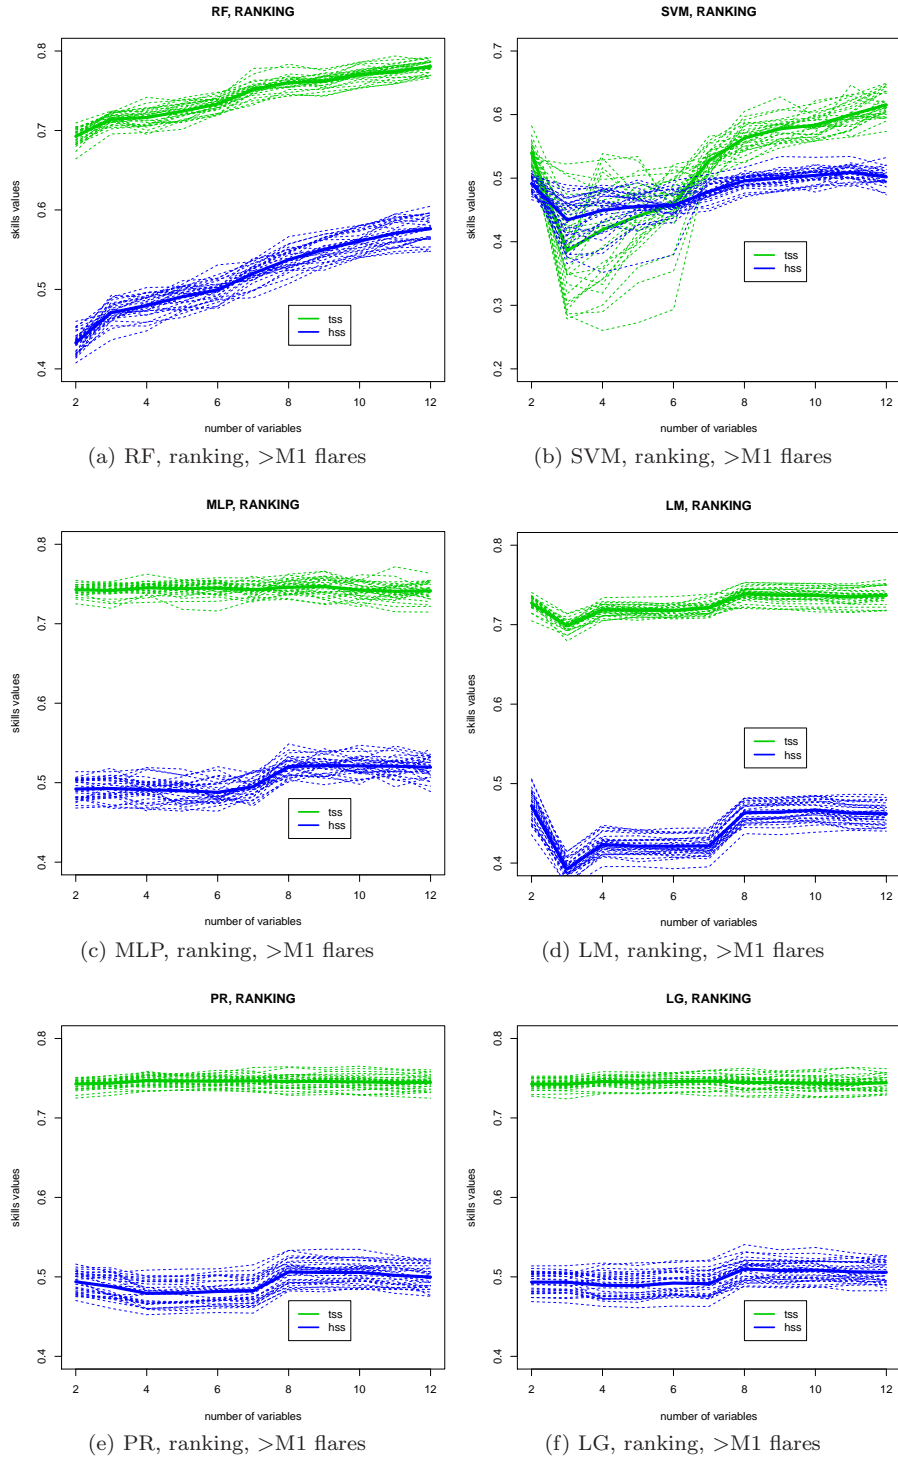 RF, RANKING
skills values
0.8
0.7
0.6
0.5
0.4
tss
hss
2 4 6 8 10 12
number of variables
(a) RF, ranking, >M1 flares
SVM, RANKING
skills values
0.7
0.6
0.5
0.4
0.3
0.2
tss
hss
2 4 6 8 10 12
number of variables
(b) SVM, ranking, >M1 flares
MLP, RANKING
skills values
0.8
0.7
0.6
0.5
0.4
tss
hss
2 4 6 8 10 12
number of variables
(c) MLP, ranking, >M1 flares
LM, RANKING
skills values
0.8
0.7
0.6
0.5
0.4
tss
hss
2 4 6 8 10 12
number of variables
(d) LM, ranking, >M1 flares
PR, RANKING
skills values
0.8
0.7
0.6
0.5
0.4
tss
hss
2 4 6 8 10 12
number of variables
(e) PR, ranking, >M1 flares
LG, RANKING
skills values
0.8
0.7
0.6
0.5
0.4
tss
hss
2 4 6 8 10 12
number of variables
(f) LG, ranking, >M1 flares